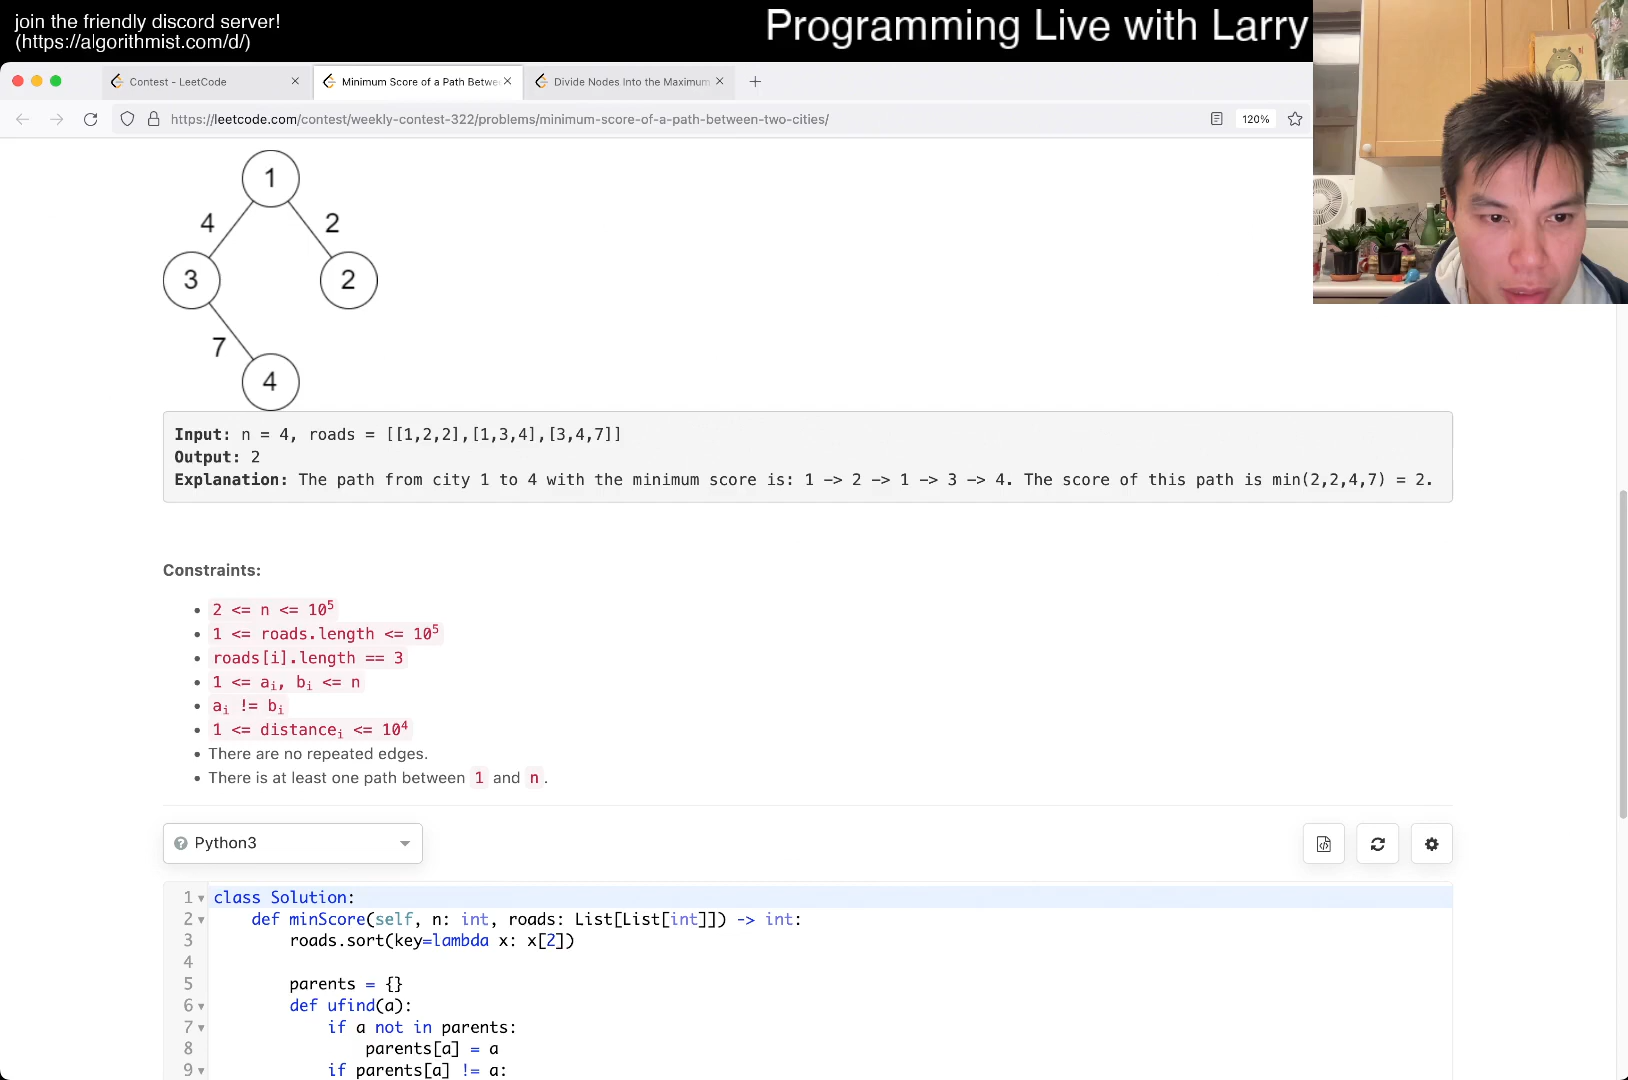 join the friendly discord server!
(https://algorithmist.com/d/)
Programming Live with Larry
Contest - LeetCode
Minimum Score of a Path Betwe
Divide Nodes Into the Maximum
https://leetcode.com/contest/weekly-contest-322/problems/minimum-score-of-a-path-between-two-cities/
120%
1
4
2
3
2
7
4
Input: n = 4, roads = [[1,2,2],[1,3,4],[3,4,7]]
Output: 2
Explanation: The path from city 1 to 4 with the minimum score is: 1 -> 2 -> 1 -> 3 -> 4. The score of this path is min(2,2,4,7) = 2.
Constraints:
• 2 <= n <= 10⁵
• 1 <= roads.length <= 10⁵
• roads[i].length == 3
• 1 <= aᵢ, bᵢ <= n
• aᵢ != bᵢ
• 1 <= distanceᵢ <= 10⁴
• There are no repeated edges.
• There is at least one path between 1 and n.
Python3
1 class Solution:
2 def minScore(self, n: int, roads: List[List[int]]) -> int:
3 roads.sort(key=lambda x: x[2])
4
5 parents = {}
6 def ufind(a):
7 if a not in parents:
8 parents[a] = a
9 if parents[a] != a: